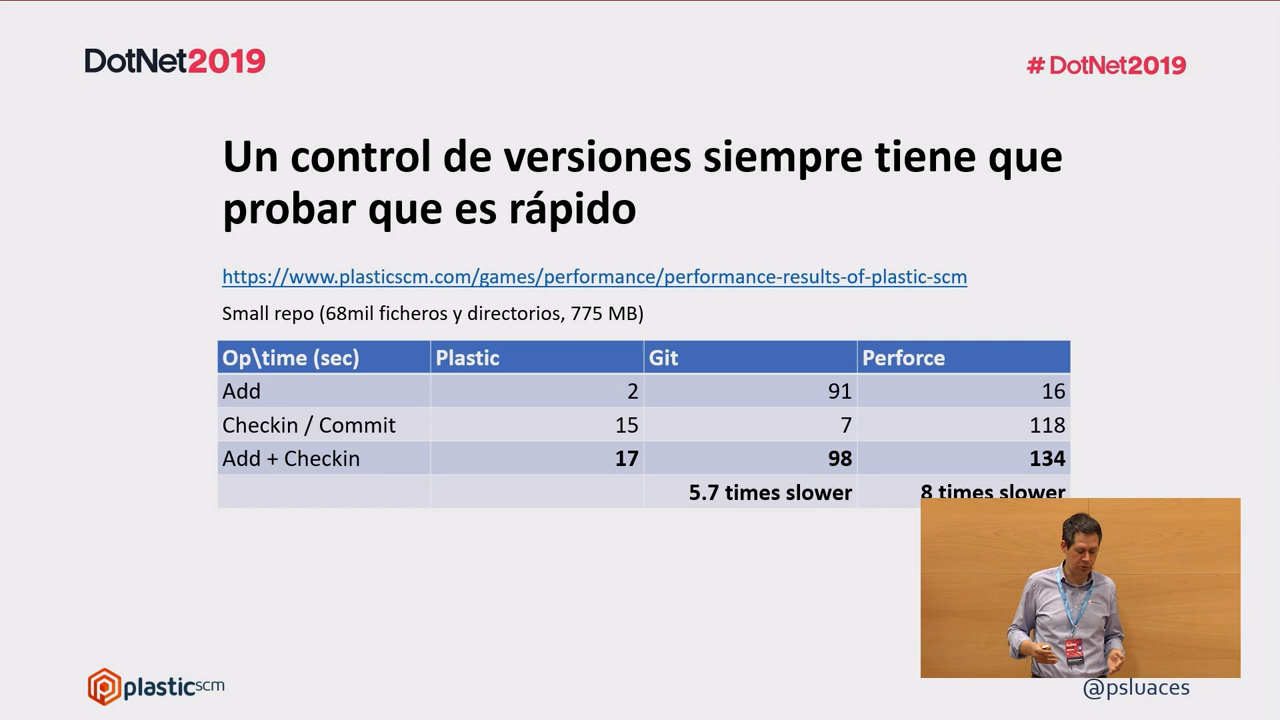 DotNet2019
# DotNet2019
Un control de versiones siempre tiene que
probar que es rápido
https://www.plasticscm.com/games/performance/performance-results-of-plastic-scm
Small repo (68mil ficheros y directorios, 775 MB)
Op\time (sec) Plastic Git Perforce
Add 2 91 16
Checkin / Commit 15 7 118
Add + Checkin 17 98 134
5.7 times slower 8 times slower
plasticscm
@psluaces